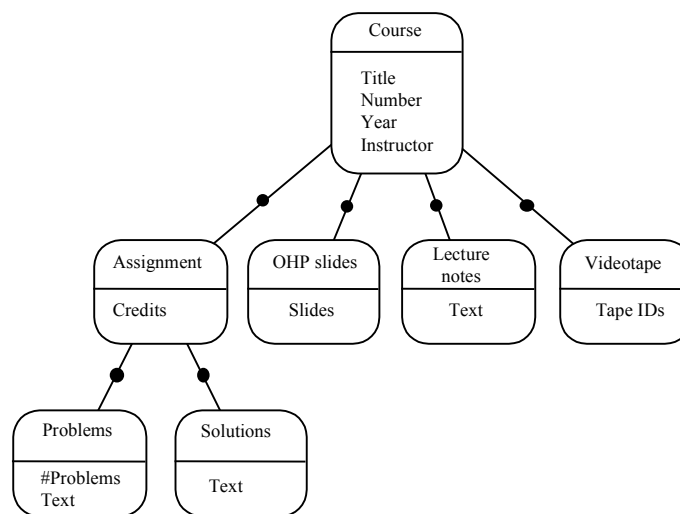 Course
Title
Number
Year
Instructor
Assignment
Credits
OHP slides
Slides
Lecture
notes
Text
Videotape
Tape IDs
Problems
#Problems
Text
Solutions
Text